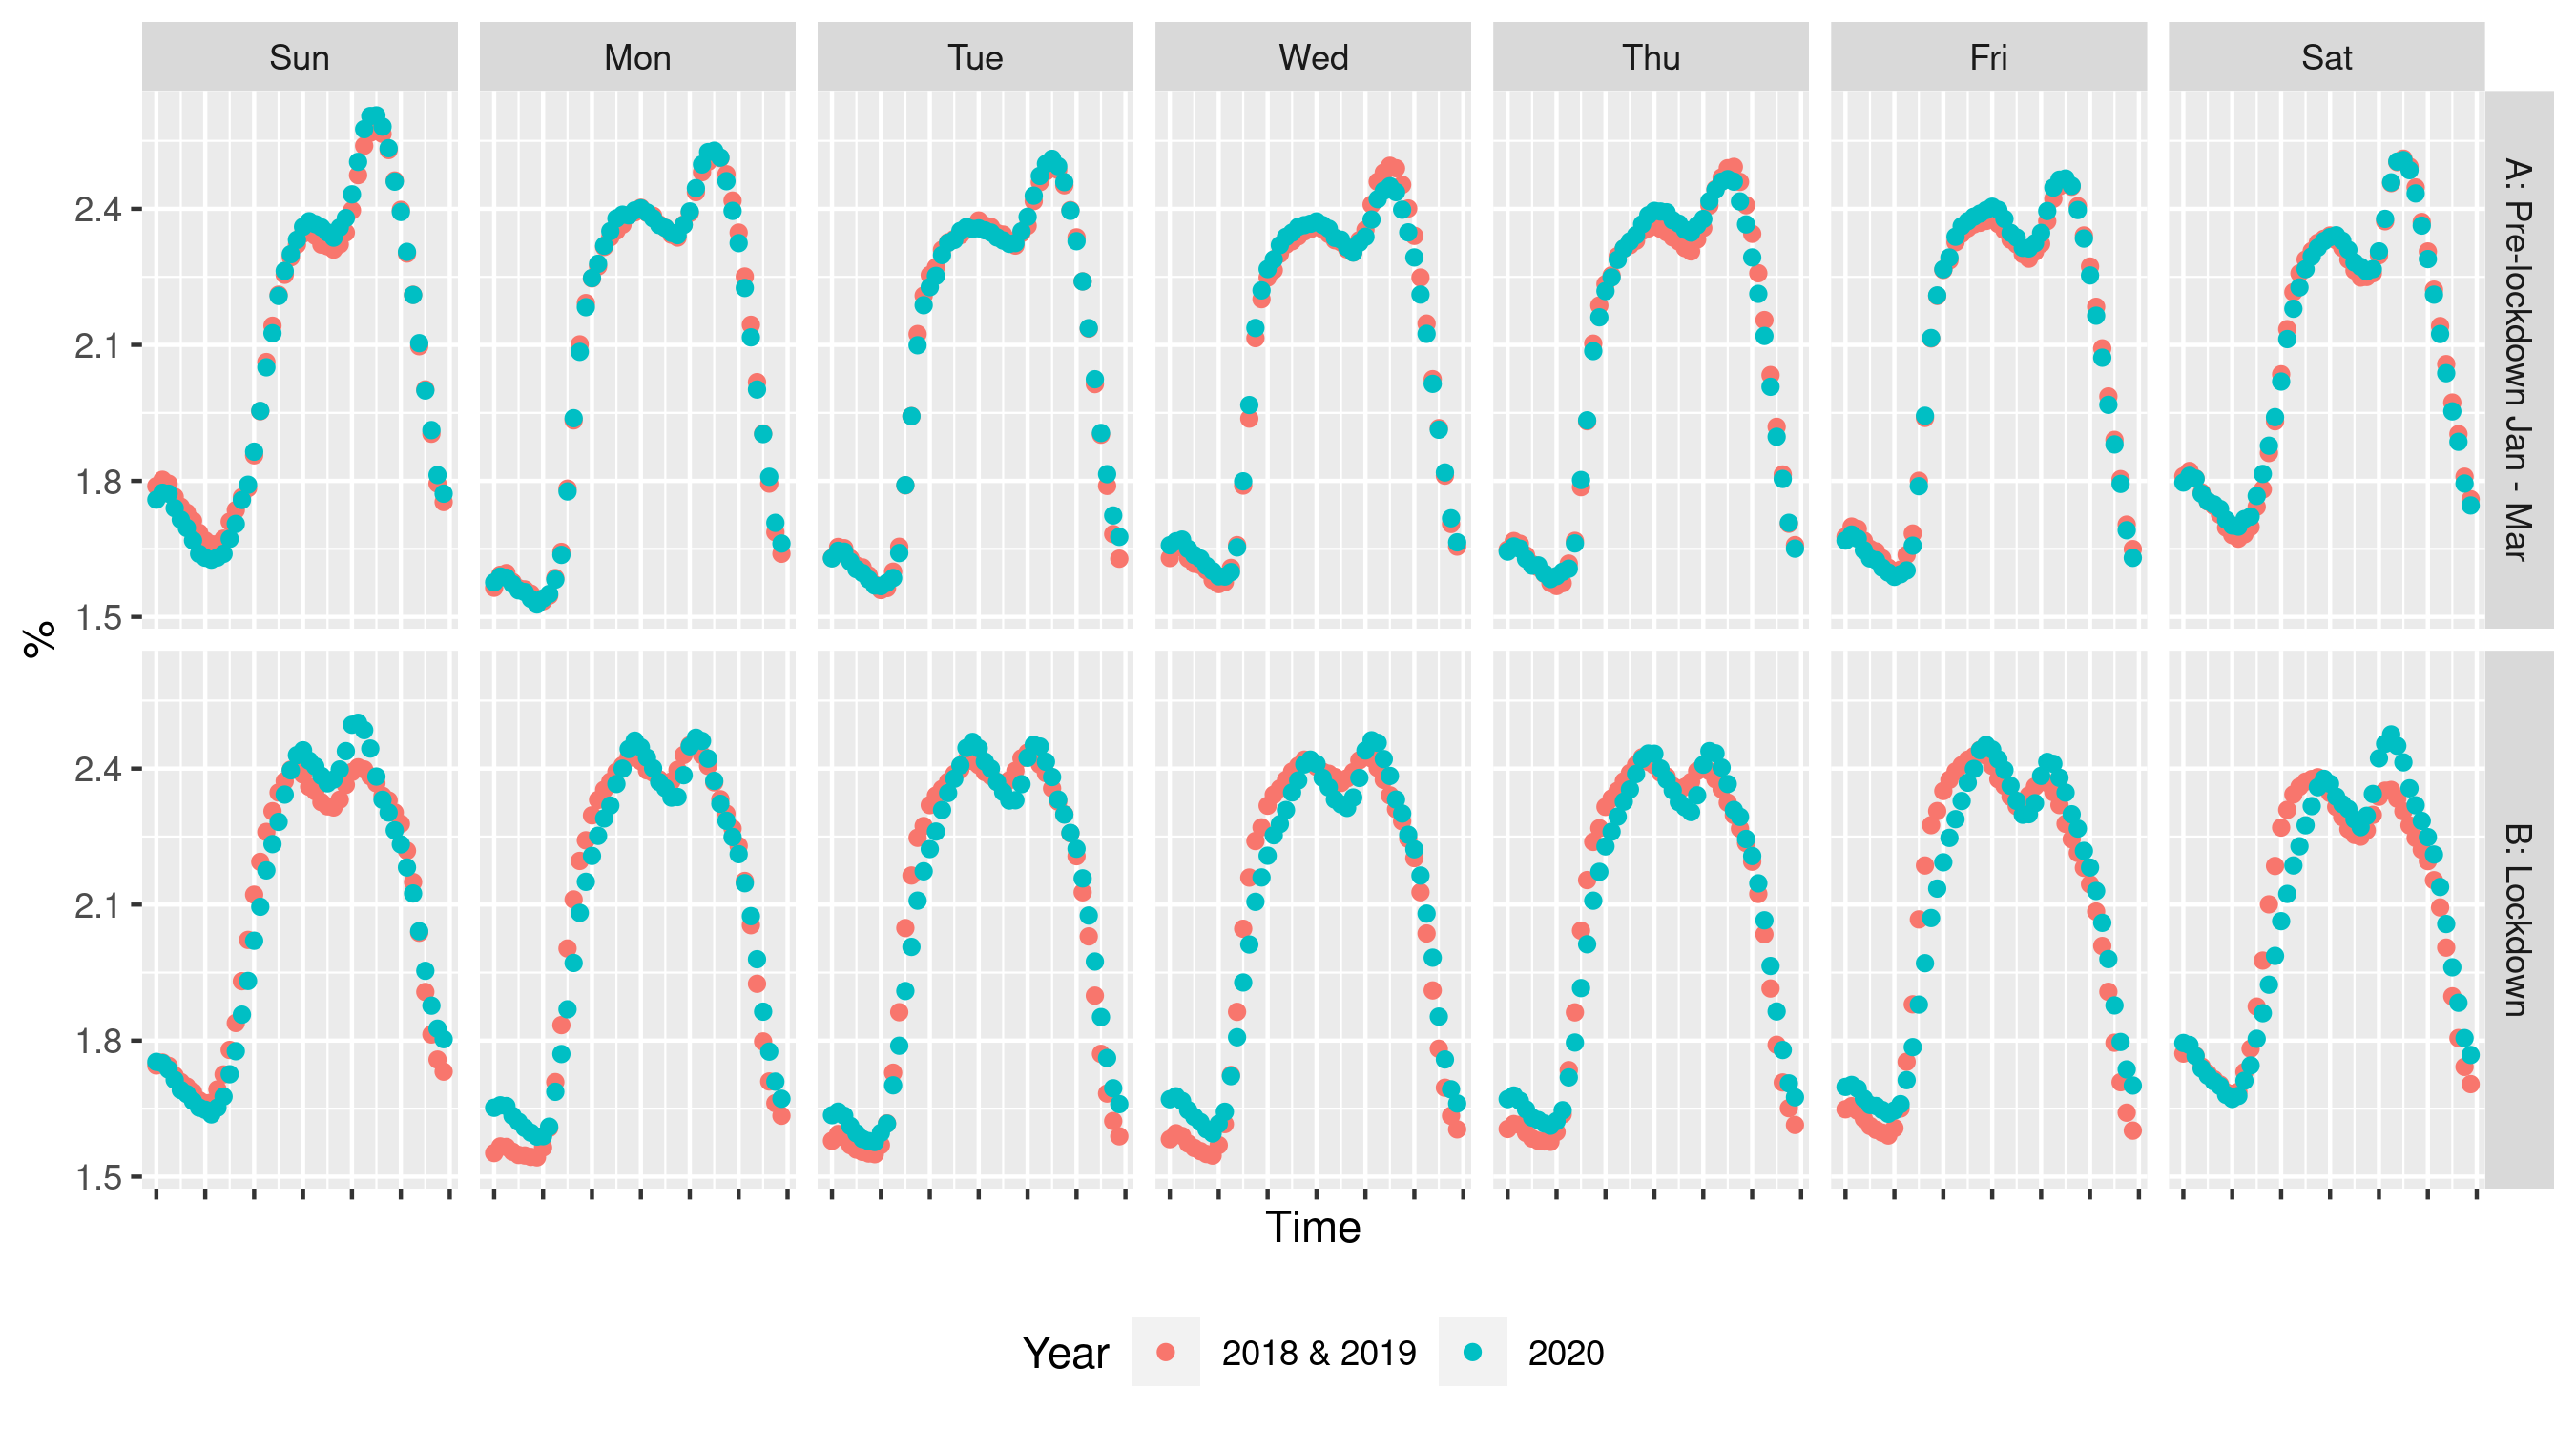 Sun Mon Tue Wed Thu Fri Sat
2.4
2.1
1.8
1.5
A: Pre-lockdown Jan - Mar
%
2.4
2.1
1.8
1.5
B: Lockdown
Time
Year 2018 & 2019 2020